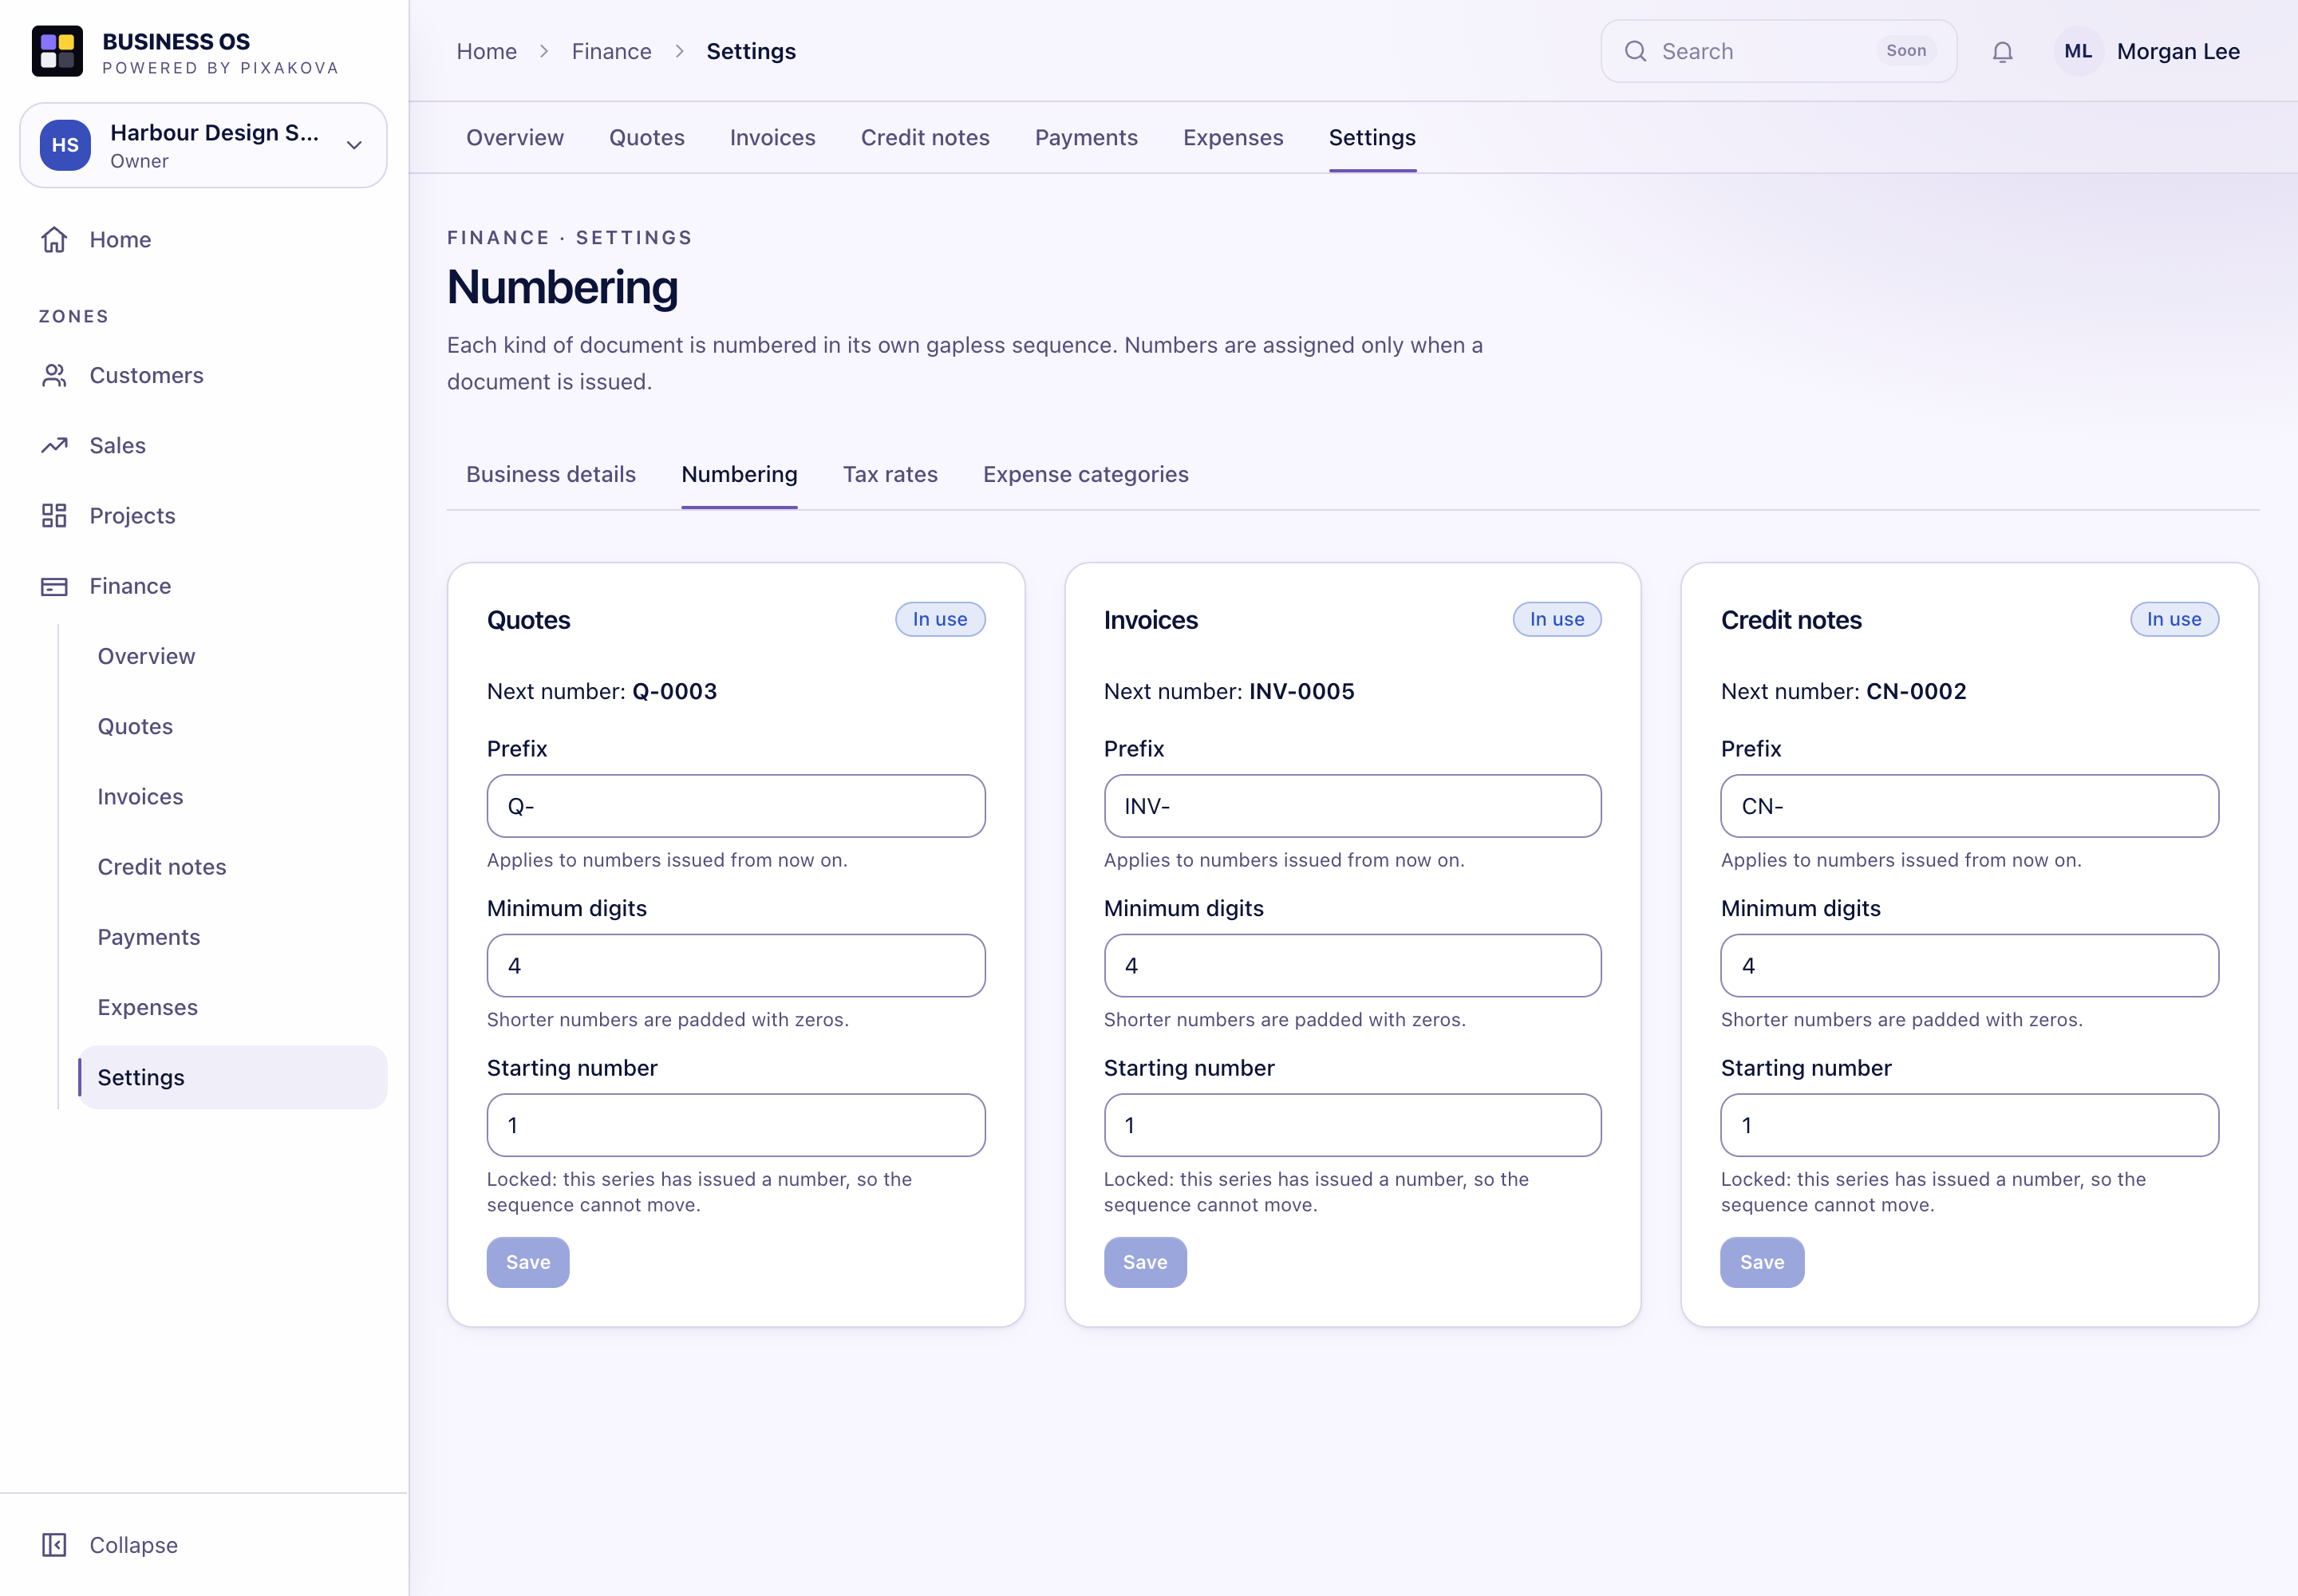 BUSINESS OS
POWERED BY PIXAKOVA
HS
Harbour Design S...
Owner
Home
ZONES
Customers
Sales
Projects
Finance
Overview
Quotes
Invoices
Credit notes
Payments
Expenses
Settings
Collapse
Home > Finance > Settings
Search
Soon
ML
Morgan Lee
Overview Quotes Invoices Credit notes Payments Expenses Settings
FINANCE · SETTINGS
Numbering
Each kind of document is numbered in its own gapless sequence. Numbers are assigned only when a
document is issued.
Business details Numbering Tax rates Expense categories
Quotes
In use
Next number: Q-0003
Prefix
Q-
Applies to numbers issued from now on.
Minimum digits
4
Shorter numbers are padded with zeros.
Starting number
1
Locked: this series has issued a number, so the
sequence cannot move.
Save
Invoices
In use
Next number: INV-0005
Prefix
INV-
Applies to numbers issued from now on.
Minimum digits
4
Shorter numbers are padded with zeros.
Starting number
1
Locked: this series has issued a number, so the
sequence cannot move.
Save
Credit notes
In use
Next number: CN-0002
Prefix
CN-
Applies to numbers issued from now on.
Minimum digits
4
Shorter numbers are padded with zeros.
Starting number
1
Locked: this series has issued a number, so the
sequence cannot move.
Save